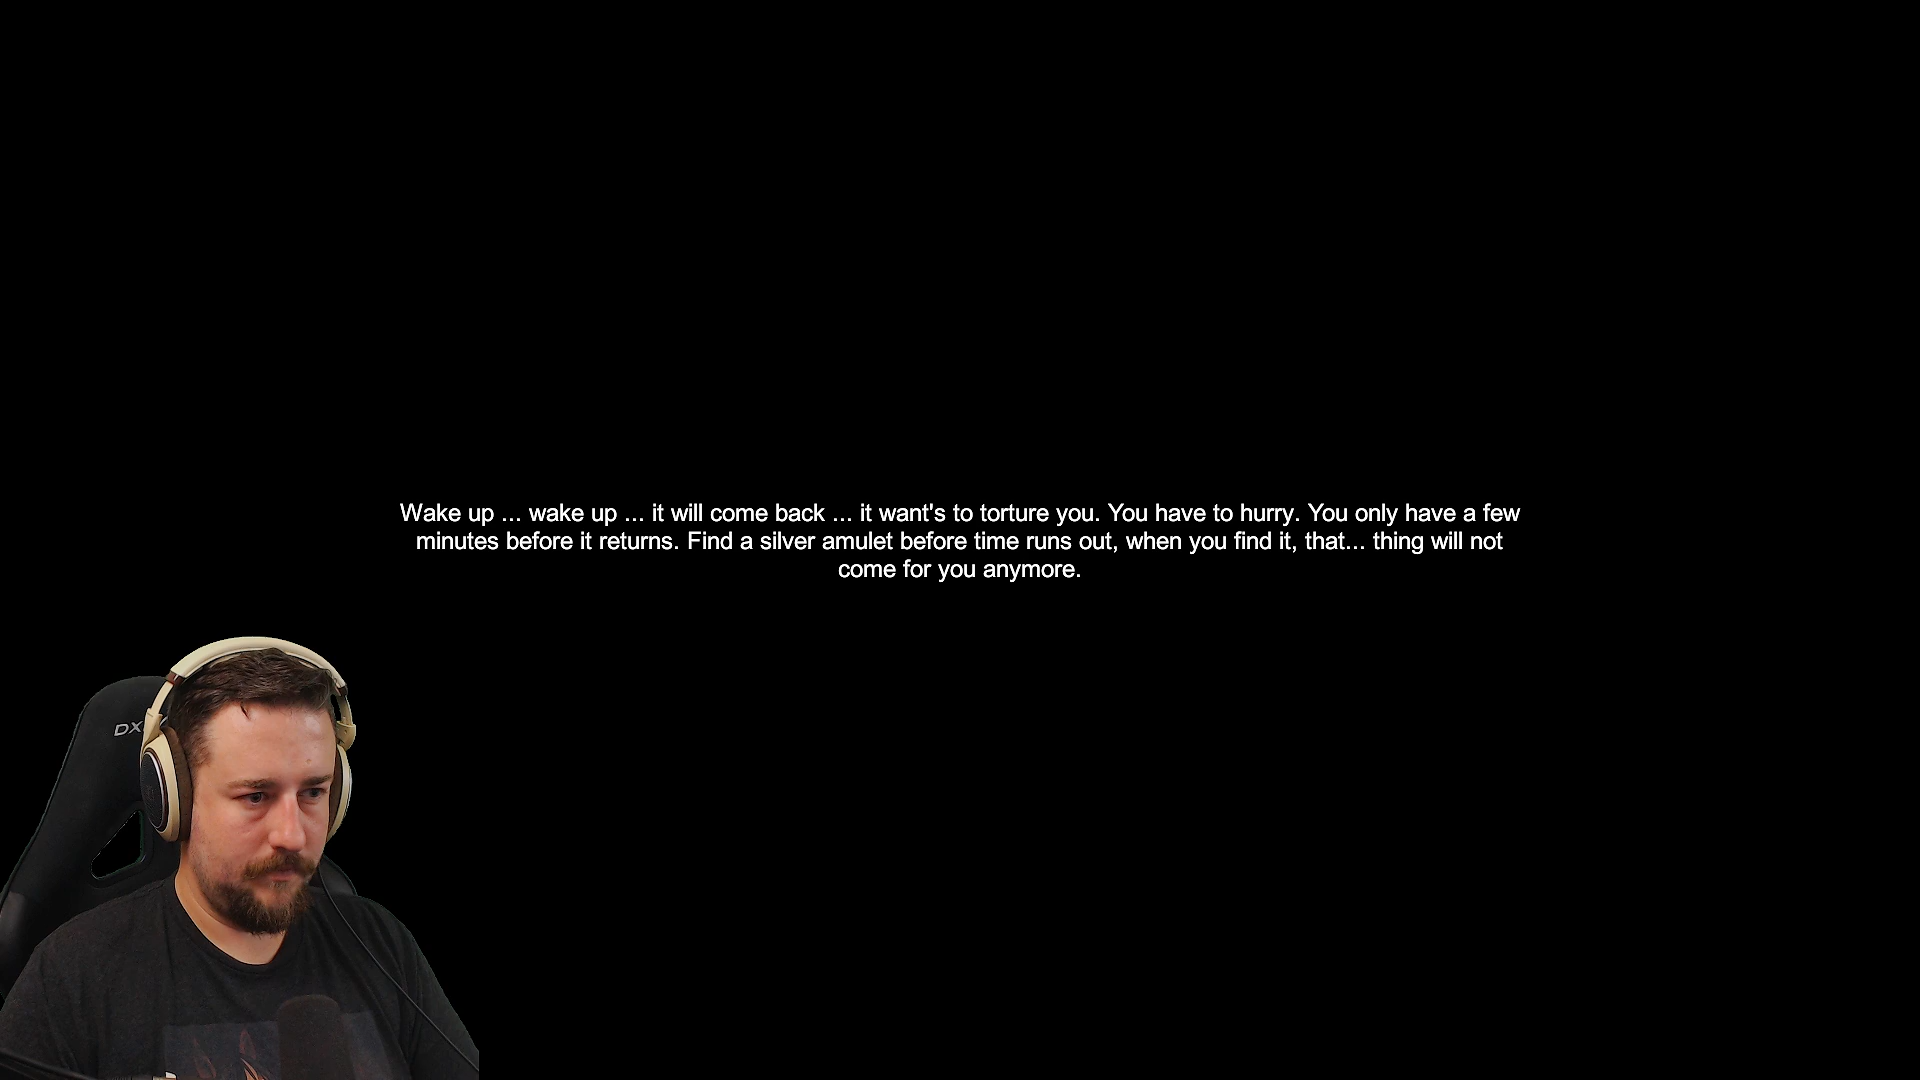 Wake up ... wake up ... it will come back ... it want's to torture you. You have to hurry. You only have a few
minutes before it returns. Find a silver amulet before time runs out, when you find it, that... thing will not
come for you anymore.
DX